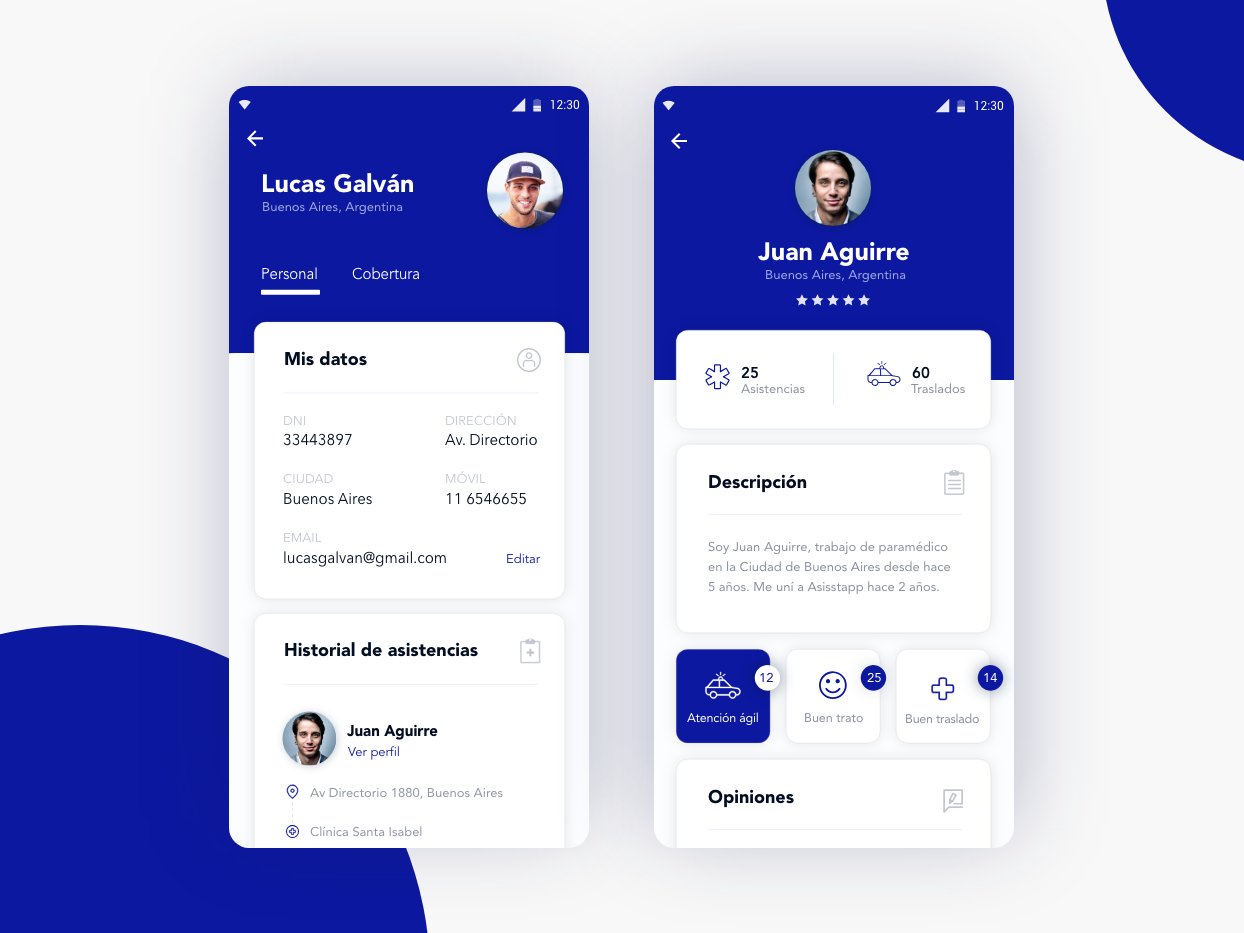 12:30
Lucas Galván
Buenos Aires, Argentina
Personal Cobertura
Mis datos
DNI DIRECCIÓN
33443897 Av. Directorio
CIUDAD MÓVIL
Buenos Aires 11 6546655
EMAIL
lucasgalvan@gmail.com Editar
Historial de asistencias
Juan Aguirre
Ver perfil
Av Directorio 1880, Buenos Aires
Clínica Santa Isabel
12:30
Juan Aguirre
Buenos Aires, Argentina
25 60
Asistencias Traslados
Descripción
Soy Juan Aguirre, trabajo de paramédico
en la Ciudad de Buenos Aires desde hace
5 años. Me uní a Asisstapp hace 2 años.
12 25 14
Atención ágil Buen trato Buen traslado
Opiniones